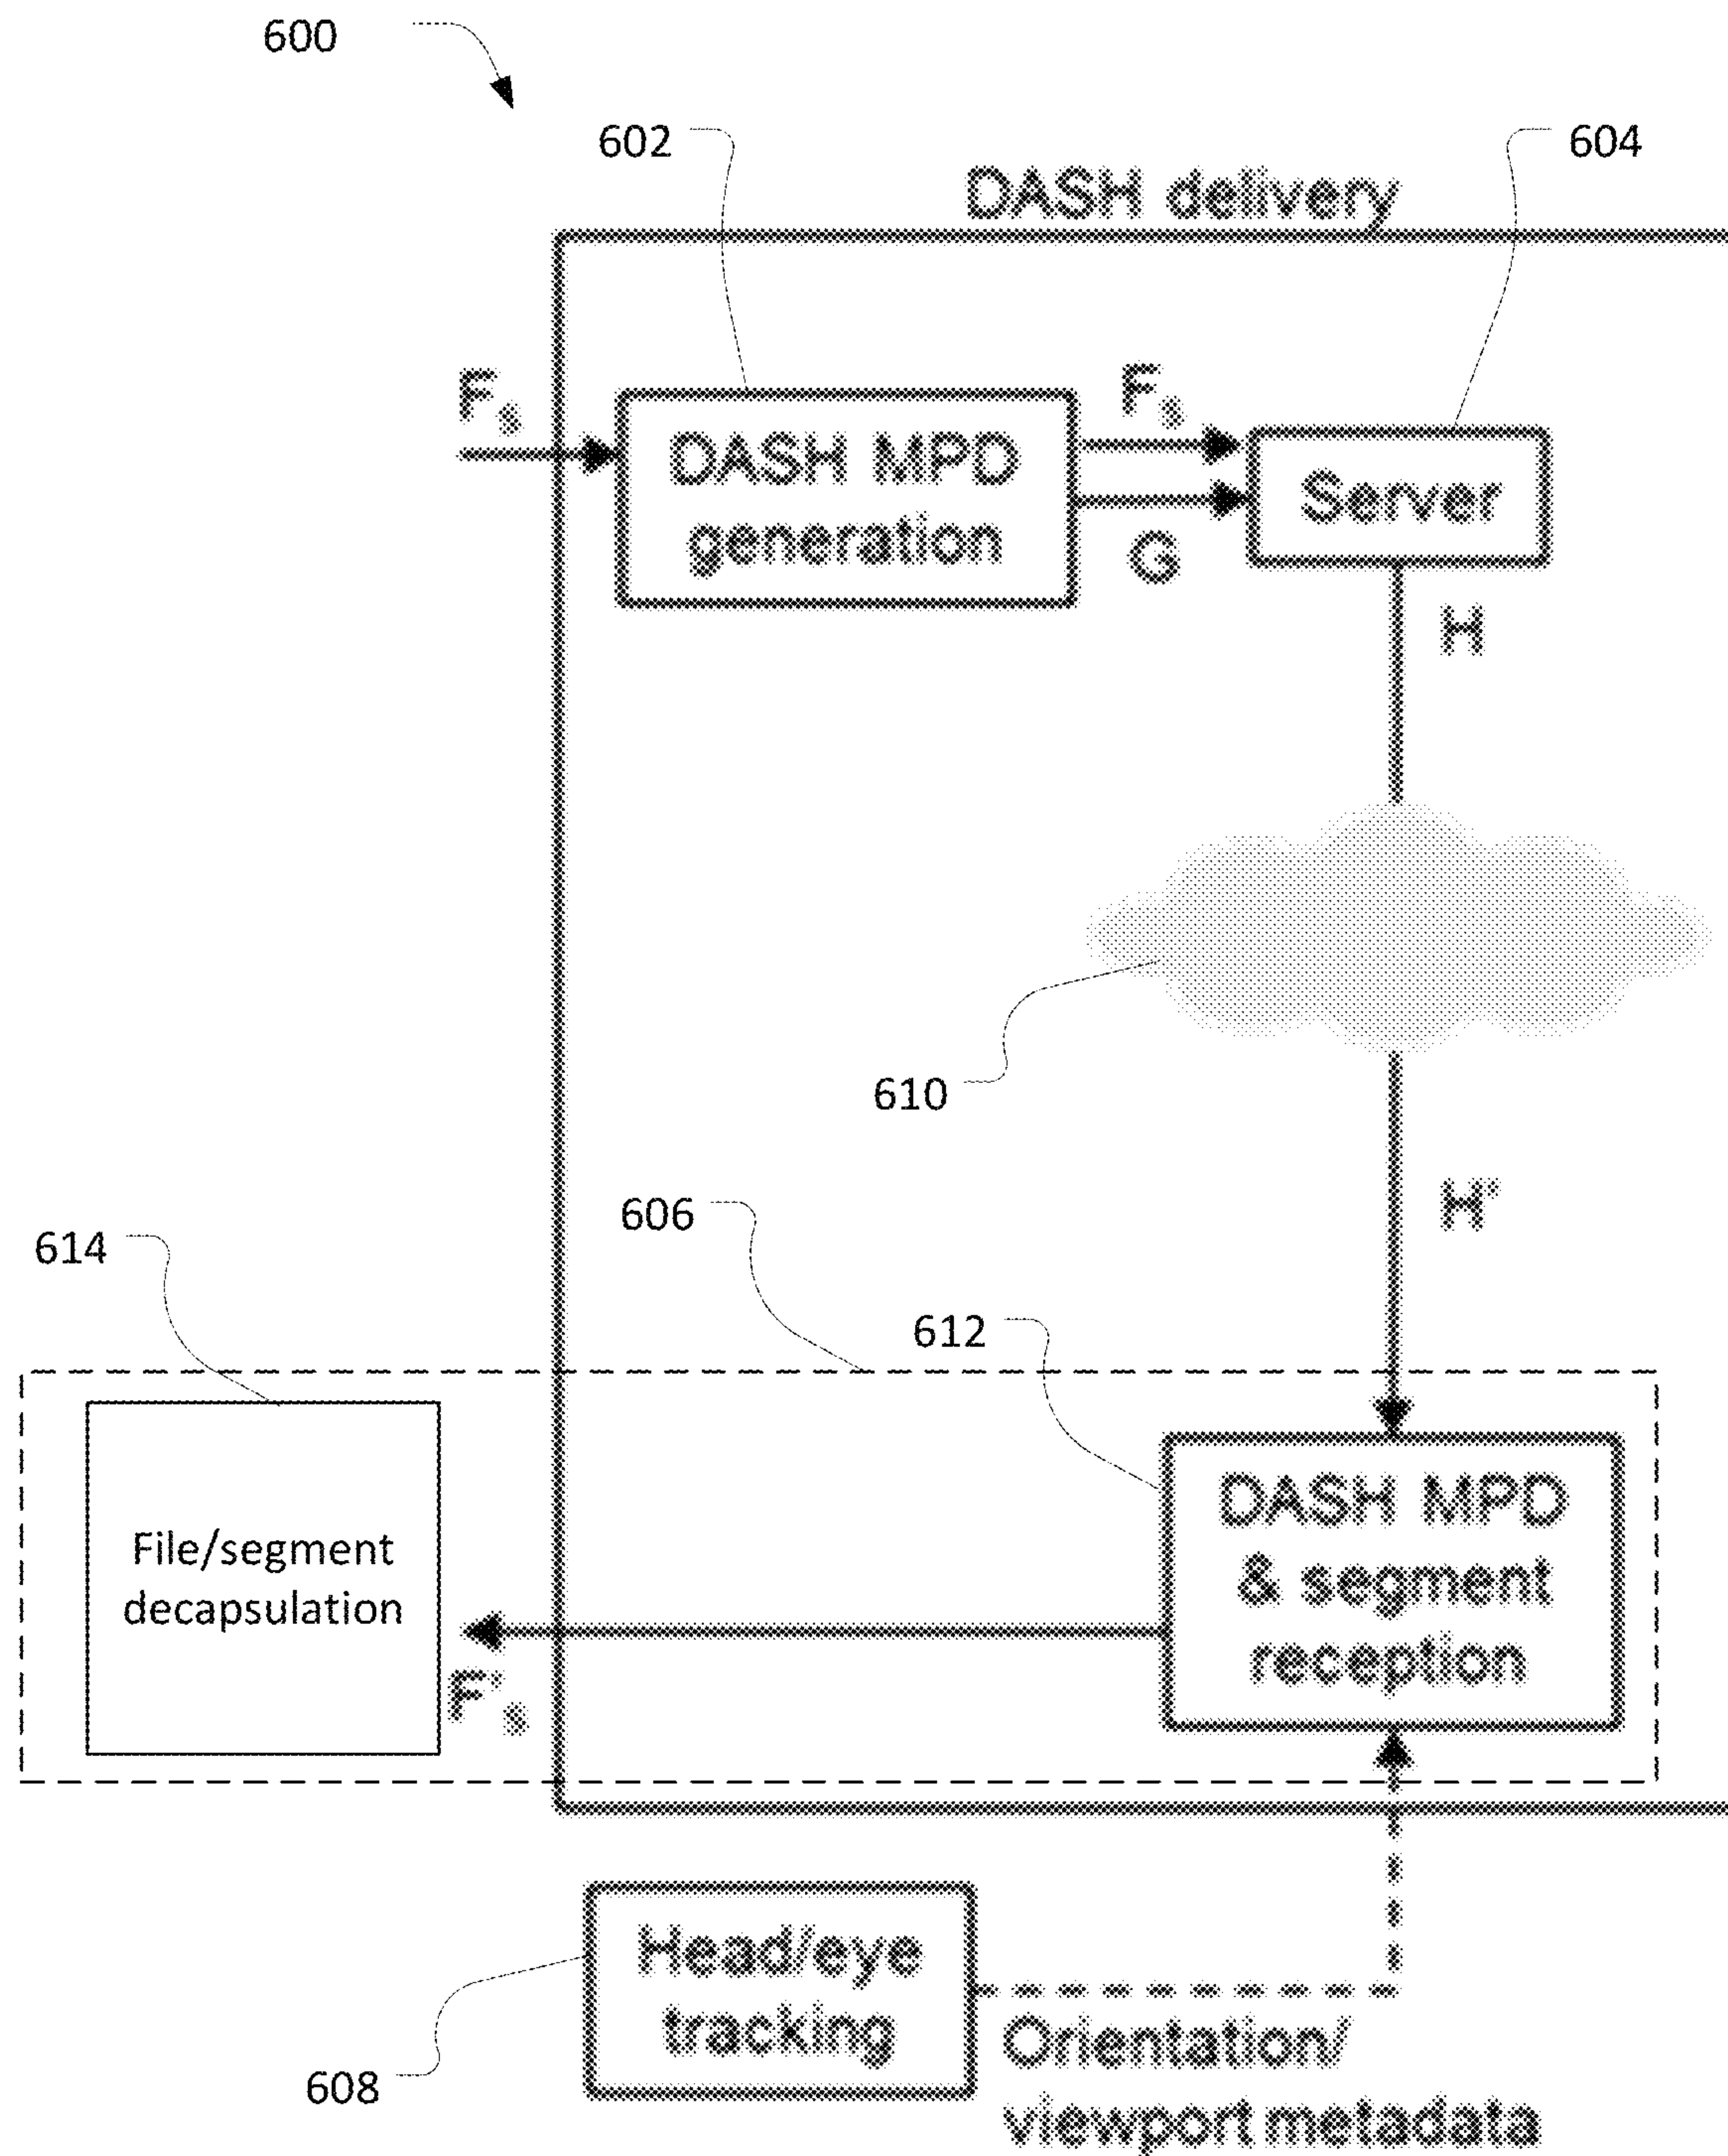 600
602
604
DASH delivery
Fs
DASH MPD
generation
Fs
G
Server
H
610
H'
606
614
612
File/segment
decapsulation
DASH MPD
& segment
reception
F's
Head/eye
tracking
608
Orientation/
viewport metadata